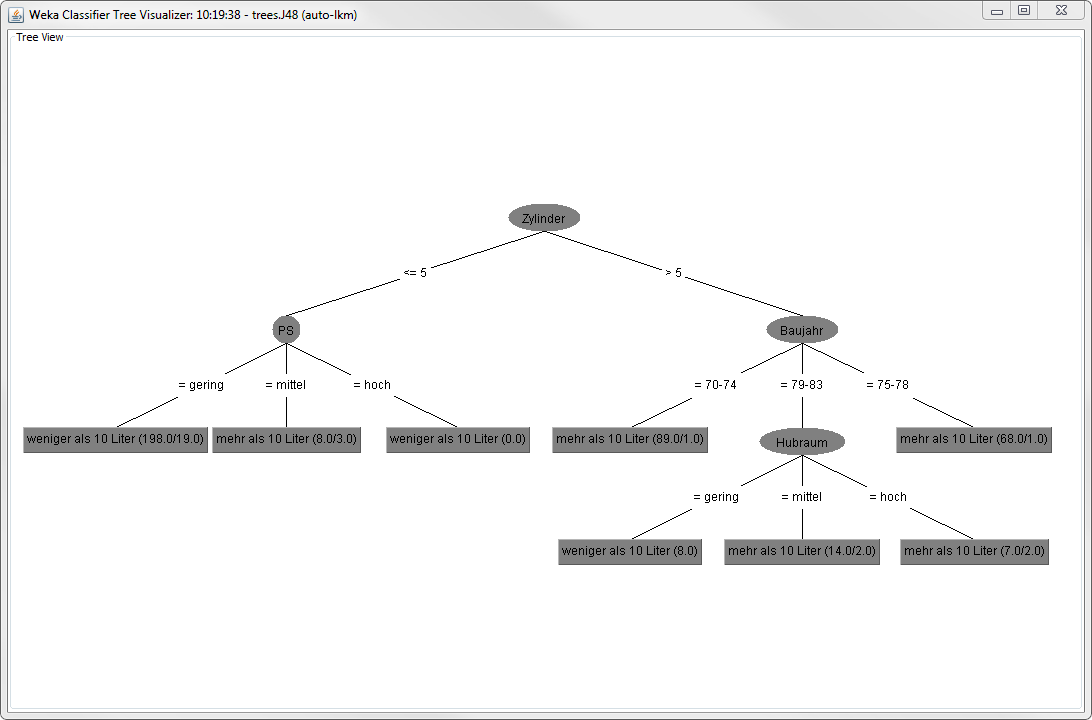 Weka Classifier Tree Visualizer: 10:19:38 - trees.J48 (auto-lkm)
Tree View
Zylinder
<= 5 > 5
PS Baujahr
= gering = mittel = hoch = 70-74 = 79-83 = 75-78
weniger als 10 Liter (198.0/19.0) mehr als 10 Liter (8.0/3.0) weniger als 10 Liter (0.0) mehr als 10 Liter (89.0/1.0) Hubraum mehr als 10 Liter (68.0/1.0)
= gering = mittel = hoch
weniger als 10 Liter (8.0) mehr als 10 Liter (14.0/2.0) mehr als 10 Liter (7.0/2.0)